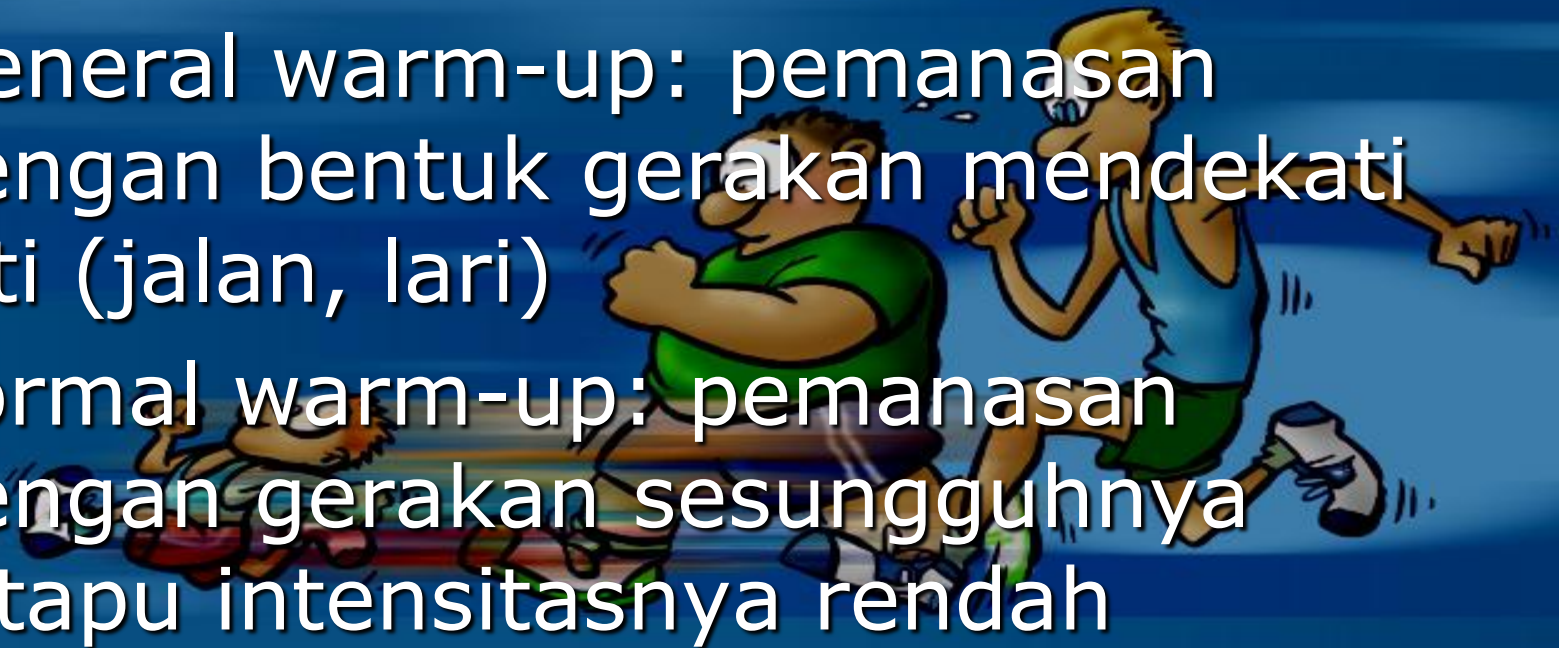 eneral warm-up: pemanasan
engan bentuk gerakan mendekati
ti (jalan, lari)
ormal warm-up: pemanasan
engan gerakan sesungguhnya
tapu intensitasnya rendah